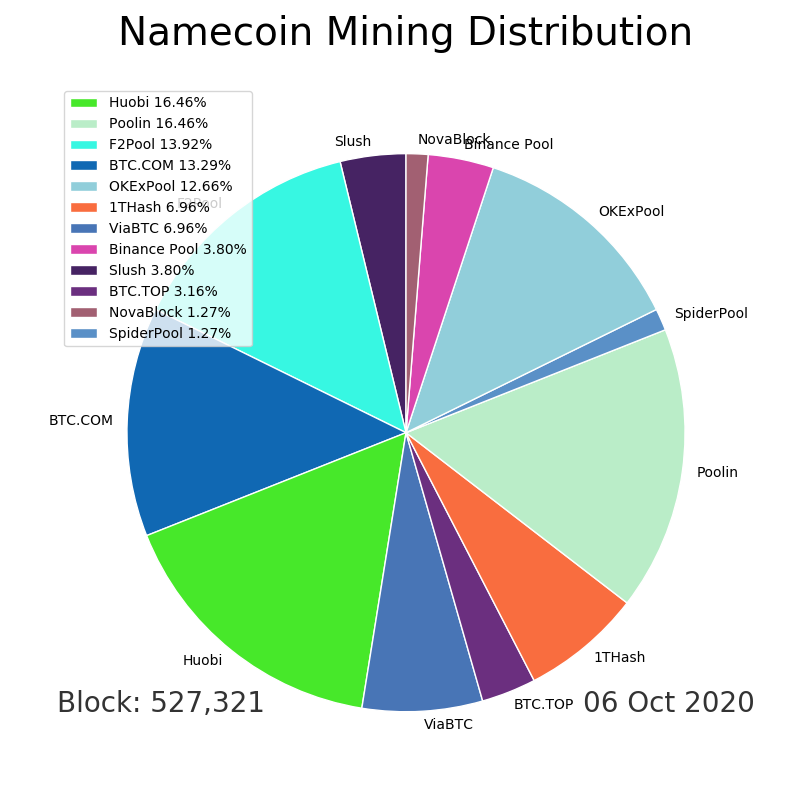 Namecoin Mining Distribution
Huobi 16.46%
Poolin 16.46%
F2Pool 13.92%
BTC.COM 13.29%
OKExPool 12.66%
1THash 6.96%
ViaBTC 6.96%
Binance Pool 3.80%
Slush 3.80%
BTC.TOP 3.16%
NovaBlock 1.27%
SpiderPool 1.27%
Slush
NovaBlock
Binance Pool
F2Pool
OKExPool
SpiderPool
BTC.COM
Poolin
Huobi
1THash
BTC.TOP
ViaBTC
Block: 527,321
06 Oct 2020